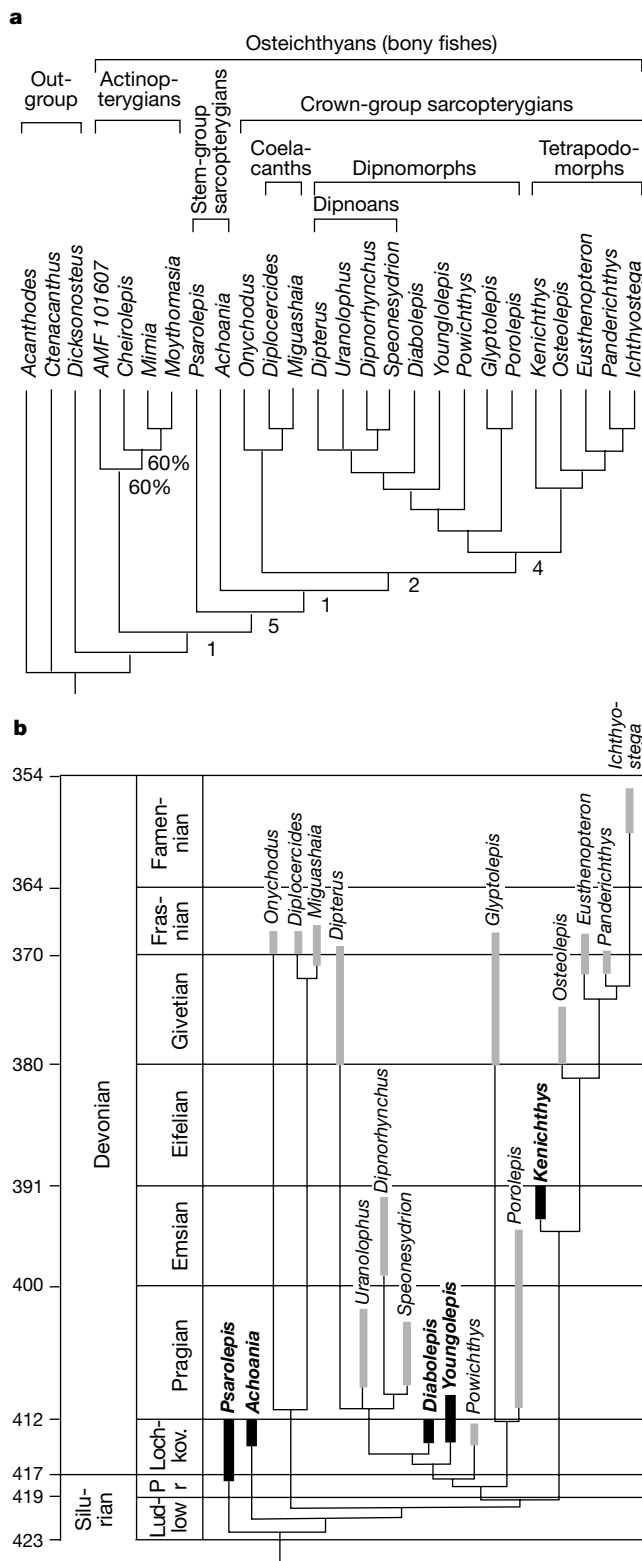 a
Osteichthyans (bony fishes)
Out-
group
Actinop-
terygians
Stem-group
sarcopterygians
Crown-group sarcopterygians
Coela-
canths
Dipnomorphs
Tetrapodo-
morphs
Dipnoans
Acanthodes
Ctenacanthus
Dicksonosteus
AMF 101607
Cheirolepis
Mimia
Moythomasia
Psarolepis
Achoania
Onychodus
Diplocercides
Miguashaia
Dipterus
Uranolophus
Dipnorhynchus
Speonesydrion
Diabolepis
Younglolepis
Powichthys
Glyptolepis
Porolepis
Kenichthys
Osteolepis
Eusthenopteron
Panderichthys
Ichthyostega
60%
60%
4
2
1
5
1
b
Ichthyo-
stega
354
Famen-
nian
364
Fras-
nian
370
Givetian
380
Eifelian
391
Emsian
400
Pragian
412
Loch-
kov.
417
P r
419
Lud-
low
423
Devonian
Silu-
rian
Onychodus
Diplocercides
Miguashaia
Dipterus
Glyptolepis
Osteolepis
Eusthenopteron
Panderichthys
Uranolophus
Dipnorhynchus
Speonesydrion
Porolepis
Kenichthys
Psarolepis
Achoania
Diabolepis
Youngolepis
Powichthys